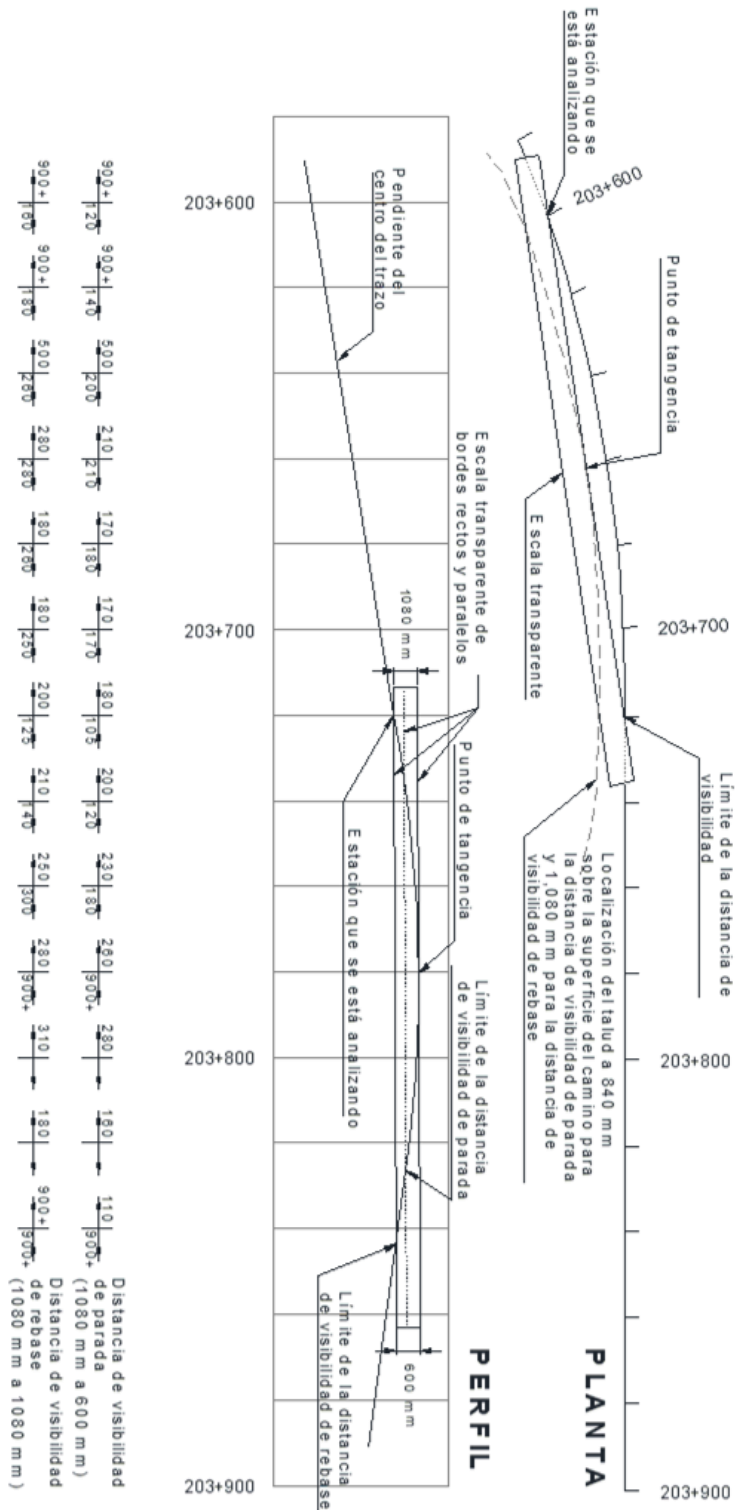 PLANTA
Estación que se
está analizando
203+600
Punto de tangencia
Escala transparente
203+700
Límite de la distancia de
visibilidad
Localización del talud a 840 mm
sobre la superficie del camino para
la distancia de visibilidad de parada
y 1,080 mm para la distancia de
visibilidad de rebase
203+800
203+900
PERFIL
203+600
Pendiente del
centro del trazo
Escala transparente de
bordes rectos y paralelos
1080 mm
203+700
Punto de tangencia
Estación que se está analizando
Límite de la distancia
de visibilidad de parada
203+800
Límite de la distancia
de visibilidad de rebase
600 mm
203+900
900+ 900+ 500 210 170 170 180 200 230 260 280 160 110
120 140 200 210 180 170 105 120 180 900+ 900+
Distancia de visibilidad
de parada
(1080 mm a 600 mm)
900+ 900+ 500 280 180 180 200 210 250 280 310 180 900+
160 180 260 280 260 250 125 140 300 900+ 900+
Distancia de visibilidad
de rebase
(1080 mm a 1080 mm)